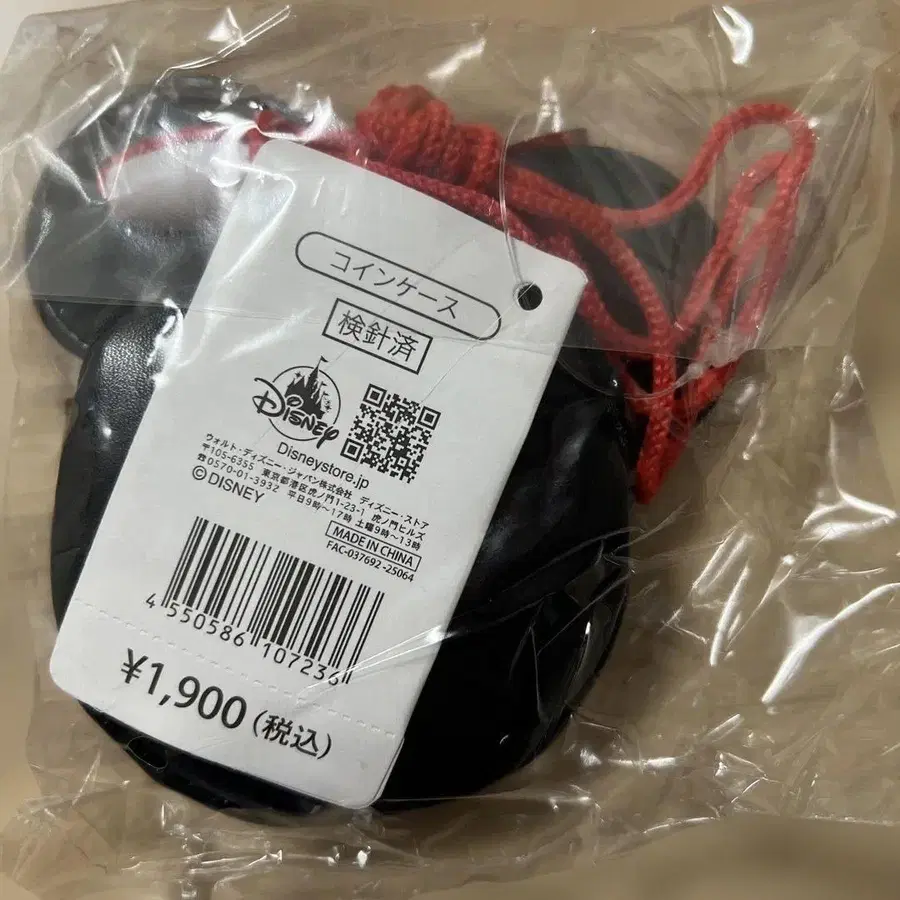 コインケース
検針済
DISNEY
Disneystore.jp
ウォルト・ディズニー・ジャパン株式会社 ディズニー・ストア
〒105-6355 東京都港区虎ノ門1-23-1 虎ノ門ヒルズ
☎0570-01-3932 平日9時〜17時 土曜9時〜13時
©DISNEY
MADE IN CHINA
FAC-037692-25064
4 550586 107236
¥1,900(税込)